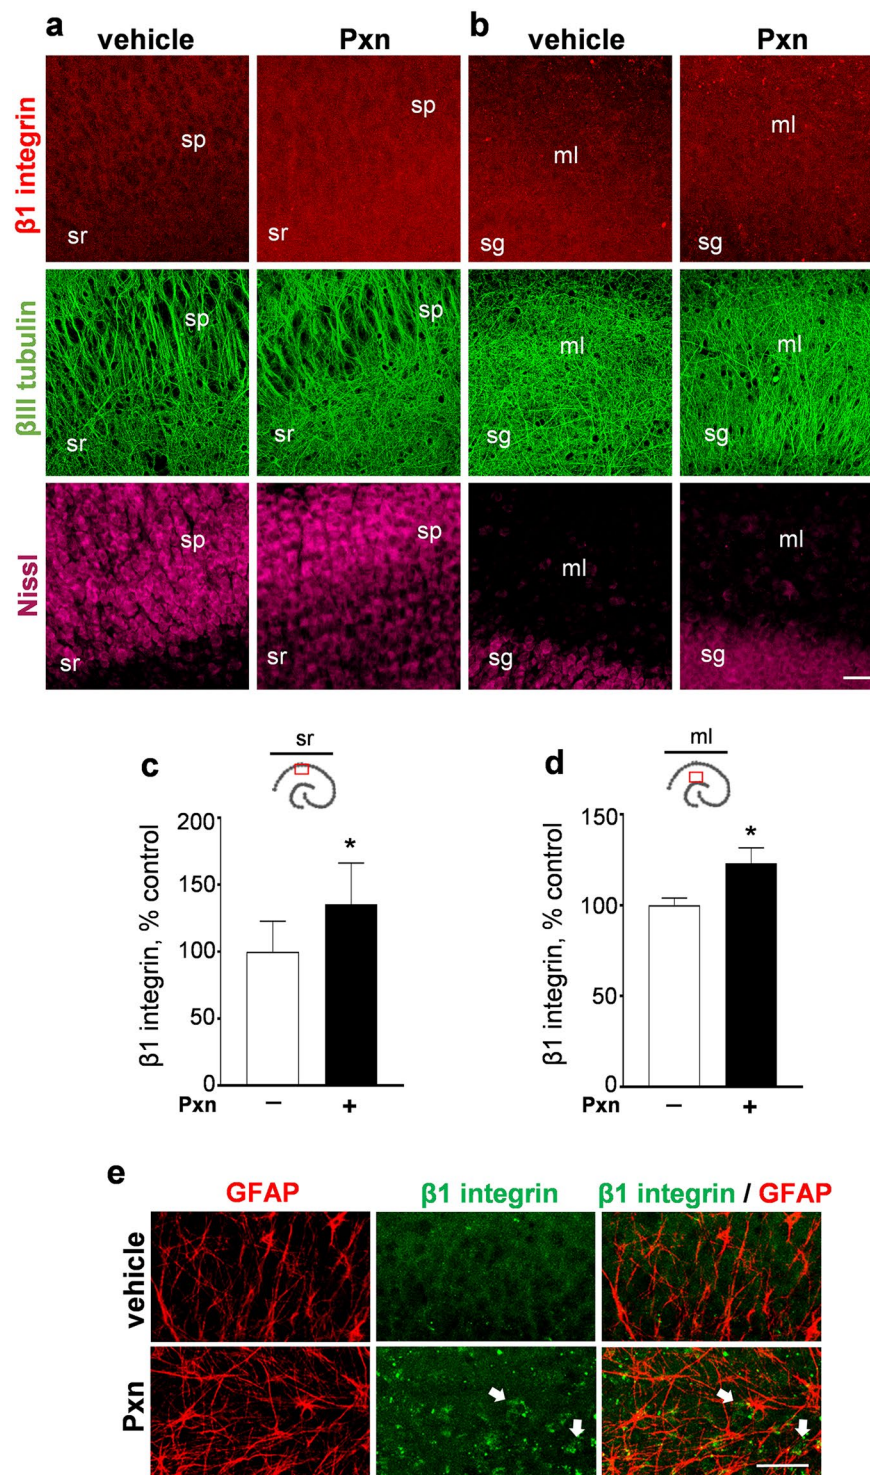 a b
vehicle Pxn vehicle Pxn
β1 integrin
sp sp ml ml
sr sr sg sg
βIII tubulin
sp sp ml ml
sr sr sg sg
Nissl
sp sp ml ml
sr sr sg sg
c sr
β1 integrin, % control
200
150
100
50
0
*
Pxn – +
d ml
β1 integrin, % control
150
100
50
0
*
Pxn – +
e
GFAP β1 integrin β1 integrin / GFAP
vehicle
Pxn